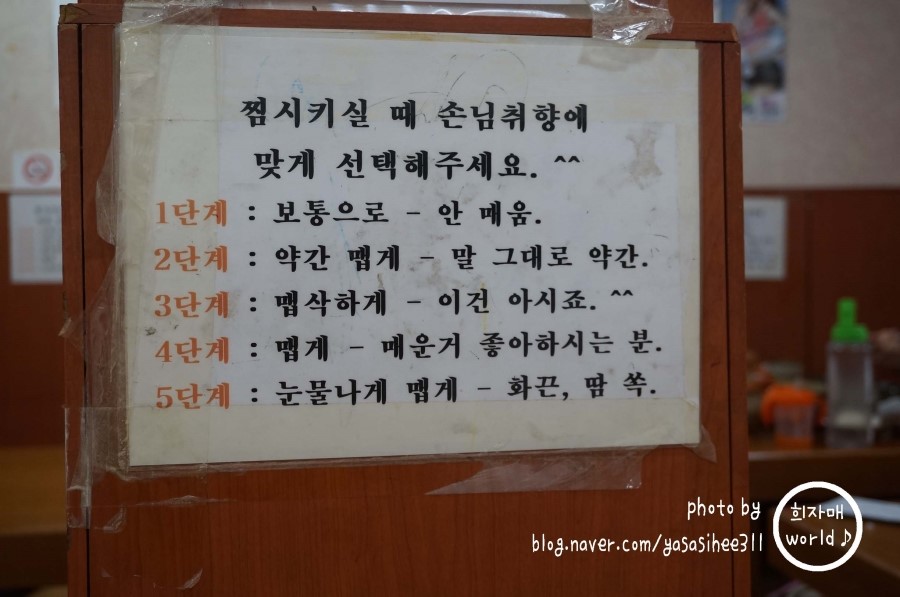 찜시키실 때 손님취향에
맞게 선택해주세요. ^^
1단계 : 보통으로 - 안 매움.
2단계 : 약간 맵게 - 말 그대로 약간.
3단계 : 맵삭하게 - 이건 아시죠. ^^
4단계 : 맵게 - 매운거 좋아하시는 분.
5단계 : 눈물나게 맵게 - 화끈, 땀 쏙.
photo by
blog.naver.com/yasasihee311
희자매
world♪